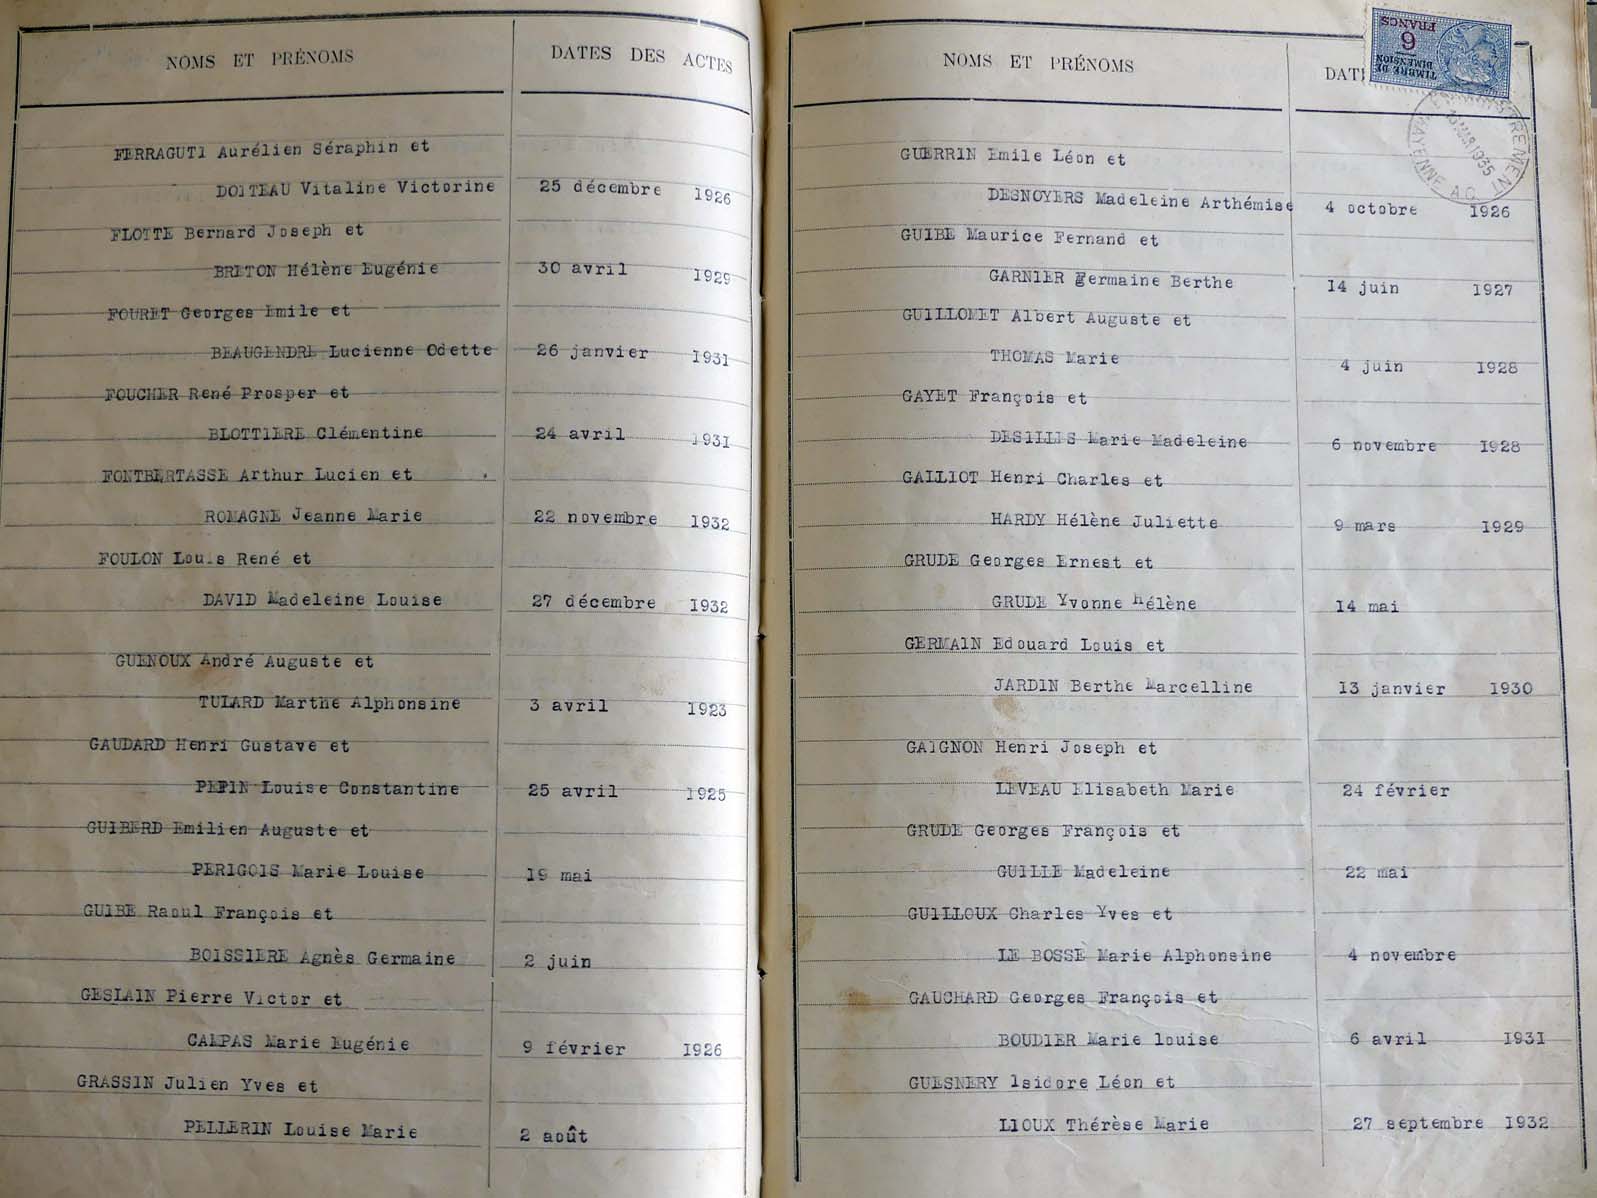 NOMS ET PRÉNOMS DATES DES ACTES
FERRAGUTI Aurélien Séraphin et
DOITEAU Vitaline Victorine 25 décembre 1926
FLOTTE Bernard Joseph et
BRETON Hélène Eugénie 30 avril 1929
FOURET Georges Emile et
BEAUGENDRE Lucienne Odette 26 janvier 1931
FOUCHER René Prosper et
BLOTTIERE Clémentine 24 avril 1931
FONTBERTASSE Arthur Lucien et
ROMAGNE Jeanne Marie 22 novembre 1932
FOULON Louis René et
DAVID Madeleine Louise 27 décembre 1932
GUENOUX André Auguste et
TULARD Marthe Alphonsine 3 avril 1923
GAUDARD Henri Gustave et
PEPIN Louise Constantine 25 avril 1925
GUIBERD Emilien Auguste et
PERIGOIS Marie Louise 19 mai
GUIBE Raoul François et
BOISSIERE Agnès Germaine 2 juin
GESLAIN Pierre Victor et
CAMPAS Marie Eugénie 9 février 1926
GRASSIN Julien Yves et
PELLERIN Louise Marie 2 août
NOMS ET PRÉNOMS DATE
TIMBRE DE DIMENSION
6 FRANCS
ENREGISTREMENT
MAYENNE A.C.
MAR 1935
GUERRIN Emile Léon et
DESNOYERS Madeleine Arthémise 4 octobre 1926
GUIBE Maurice Fernand et
GARNIER Germaine Berthe 14 juin 1927
GUILLOMET Albert Auguste et
THOMAS Marie 4 juin 1928
GAYET François et
DESILLES Marie Madeleine 6 novembre 1928
GALLIOT Henri Charles et
HARDY Hélène Juliette 9 mars 1929
GRUDE Georges Ernest et
GRUDE Yvonne Hélène 14 mai
GERMAIN Edouard Louis et
JARDIN Berthe Marcelline 13 janvier 1930
GAIGNON Henri Joseph et
LEVEAU Elisabeth Marie 24 février
GRUDE Georges François et
GUILLE Madeleine 22 mai
GUILLOUX Charles Yves et
LE BOSSE Marie Alphonsine 4 novembre
GAUCHARD Georges François et
BOUDIER Marie louise 6 avril 1931
GUESNERY Isidore Léon et
LIOUX Thérèse Marie 27 septembre 1932